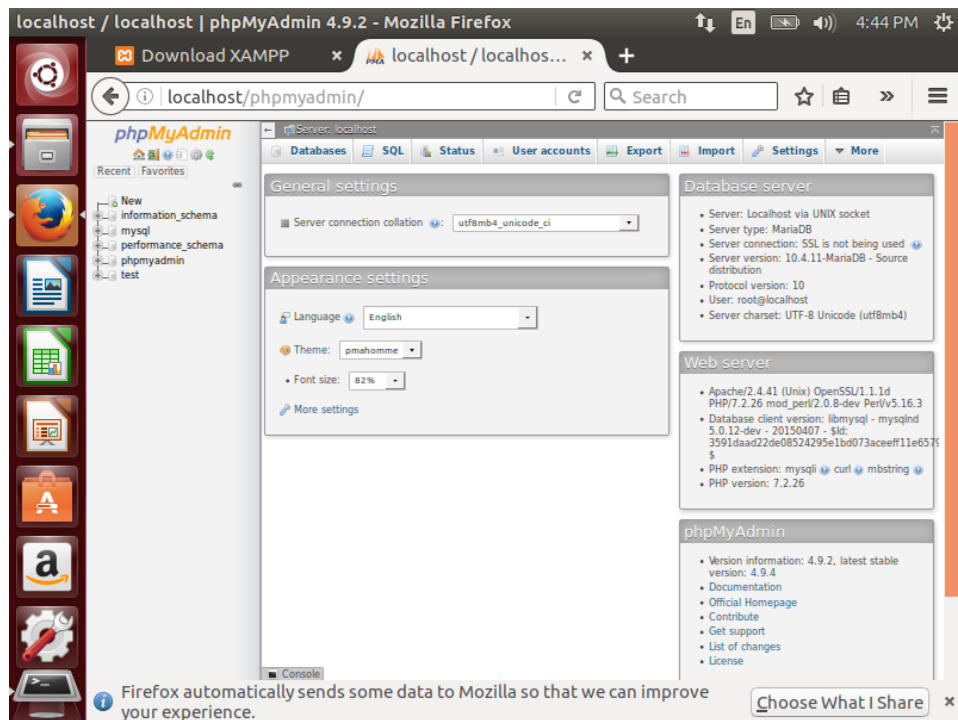 localhost / localhost | phpMyAdmin 4.9.2 - Mozilla Firefox
En
4:44 PM
Download XAMPP
localhost / localhos...
localhost/phpmyadmin/
Search
phpMyAdmin
Recent
Favorites
New
information_schema
mysql
performance_schema
phpmyadmin
test
Server: localhost
Databases
SQL
Status
User accounts
Export
Import
Settings
More
General settings
Server connection collation
:
utf8mb4_unicode_ci
Appearance settings
Language
English
Theme:
pmahomme
• Font size:
82%
More settings
Database server
• Server: Localhost via UNIX socket
• Server type: MariaDB
• Server connection: SSL is not being used
• Server version: 10.4.11-MariaDB - Source
distribution
• Protocol version: 10
• User: root@localhost
• Server charset: UTF-8 Unicode (utf8mb4)
Web server
• Apache/2.4.41 (Unix) OpenSSL/1.1.1d
PHP/7.2.26 mod_perl/2.0.8-dev Perl/v5.16.3
• Database client version: libmysql - mysqlnd
5.0.12-dev - 20150407 - $Id:
3591daad22de08524295e1bd073aceeff11e6579
$
• PHP extension: mysqli curl mbstring
• PHP version: 7.2.26
phpMyAdmin
• Version information: 4.9.2, latest stable
version: 4.9.4
• Documentation
• Official Homepage
• Contribute
• Get support
• List of changes
• License
Console
Firefox automatically sends some data to Mozilla so that we can improve
your experience.
Choose What I Share